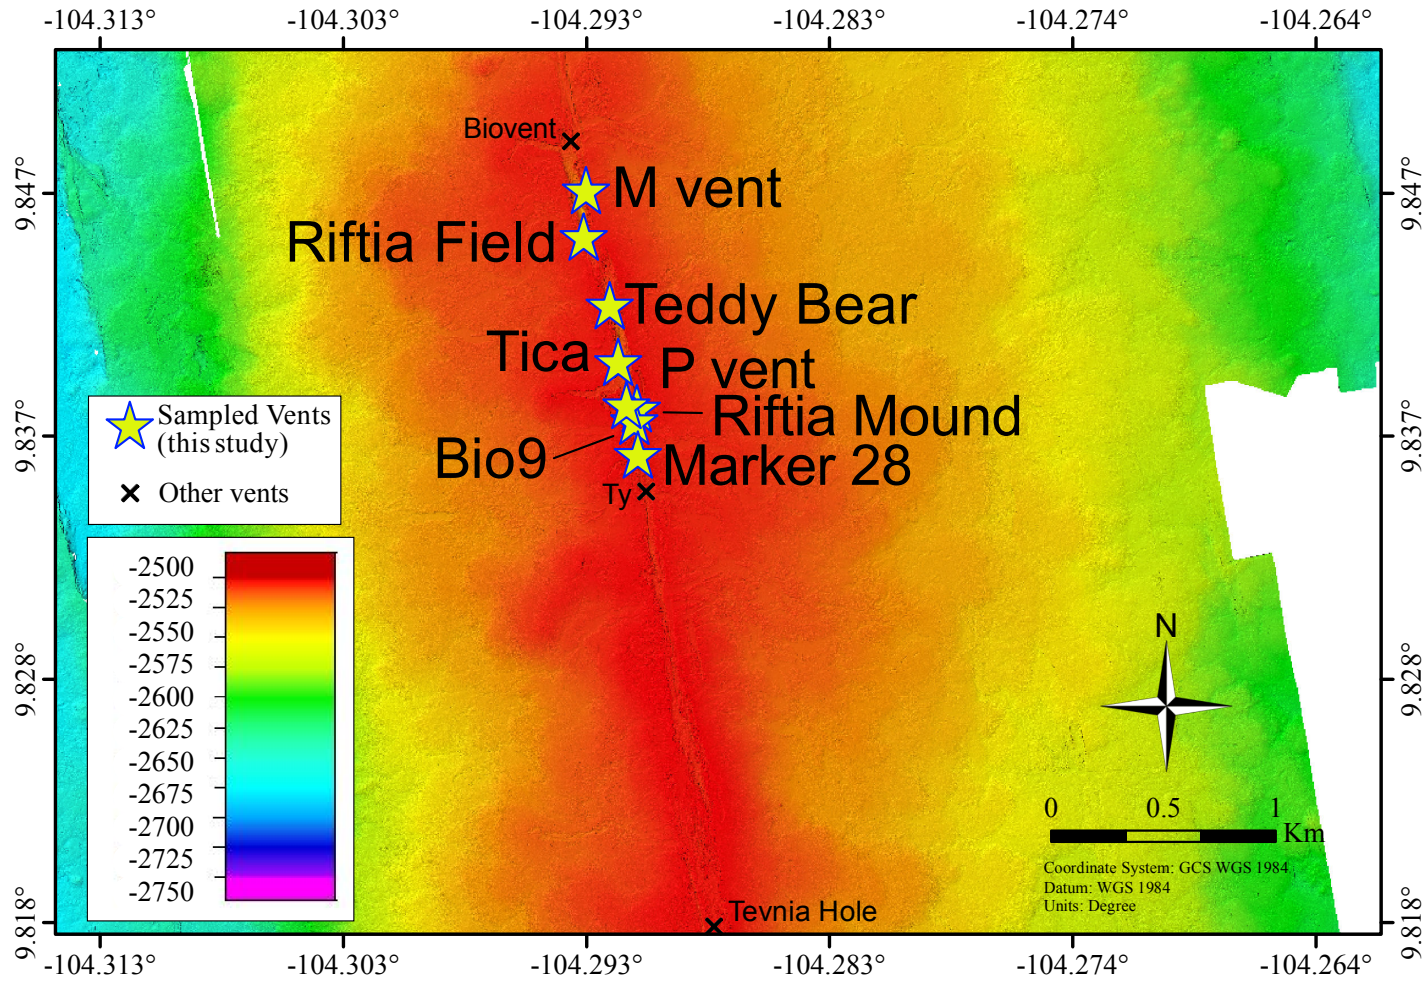 -104.313° -104.303° -104.293° -104.283° -104.274° -104.264°
Biovent
M vent
9.847° 9.847°
Riftia Field
Teddy Bear
Tica
P vent
Riftia Mound
9.837° 9.837°
Bio9
Marker 28
Ty
Sampled Vents
(this study)
Other vents
-2500
-2525
-2550
-2575
-2600
-2625
-2650
-2675
-2700
-2725
-2750
N
9.828° 9.828°
0 0.5 1
Km
Coordinate System: GCS WGS 1984
Datum: WGS 1984
Units: Degree
Tevnia Hole
9.818° 9.818°
-104.313° -104.303° -104.293° -104.283° -104.274° -104.264°